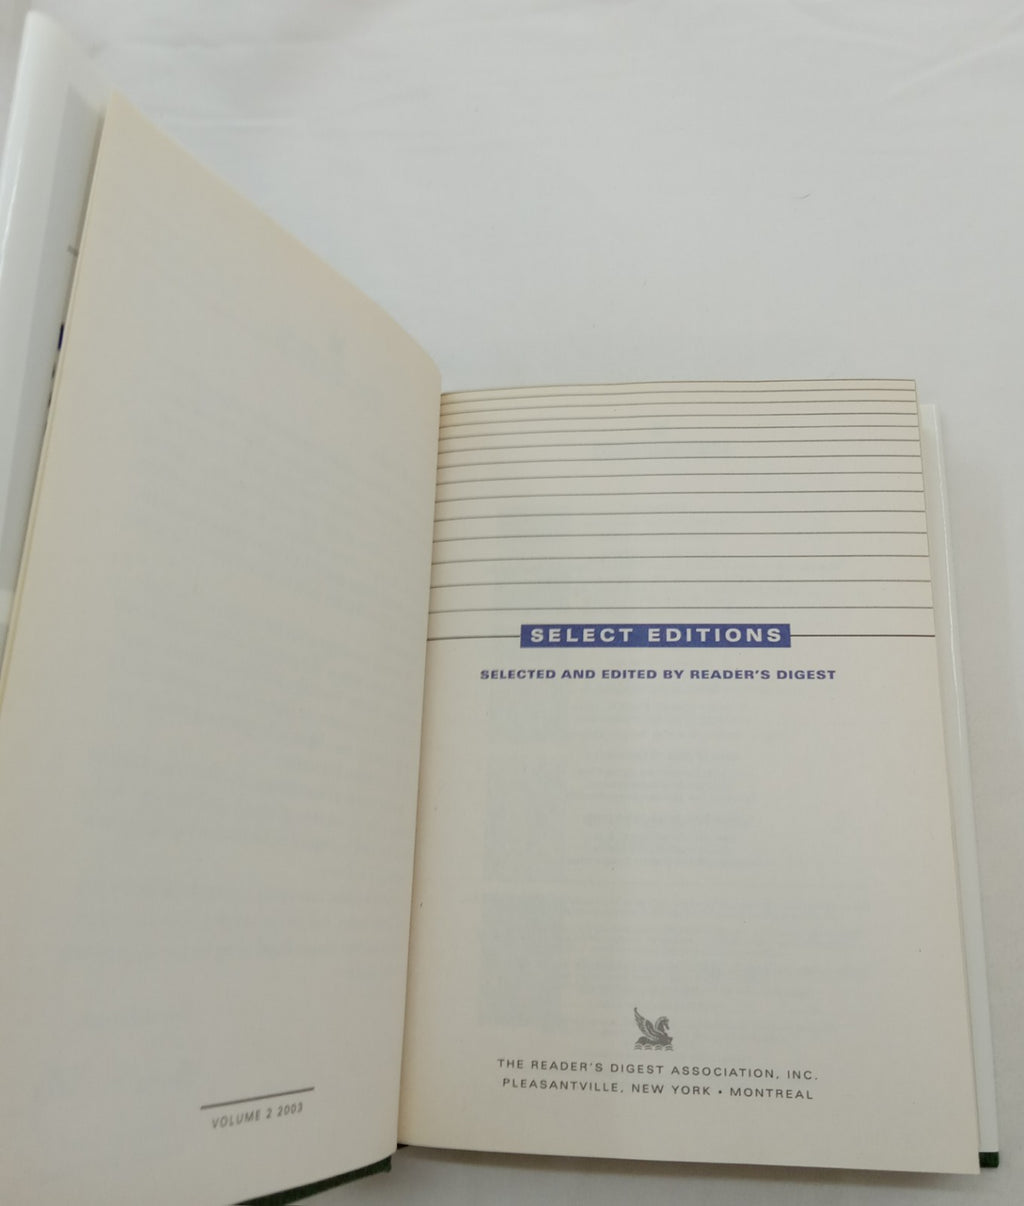 VOLUME 2 2003
SELECT EDITIONS
SELECTED AND EDITED BY READER'S DIGEST
THE READER'S DIGEST ASSOCIATION, INC.
PLEASANTVILLE, NEW YORK • MONTREAL